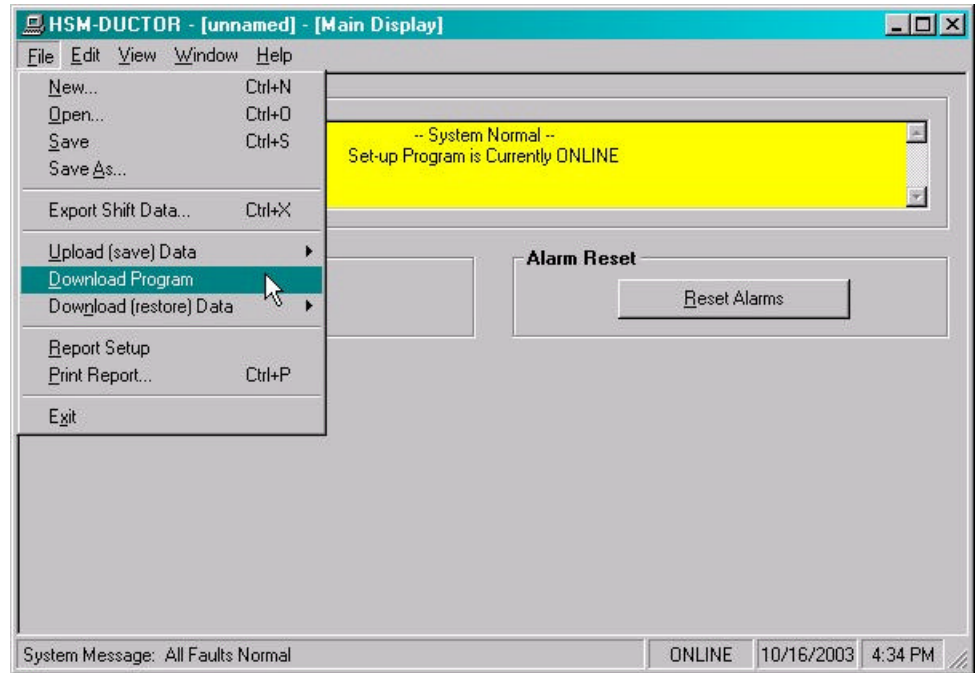 HSM-DUCTOR - [unnamed] - [Main Display]
File Edit View Window Help
New... Ctrl+N
Open... Ctrl+O
Save Ctrl+S
Save As...
Export Shift Data... Ctrl+X
Upload (save) Data
Download Program
Download (restore) Data
Report Setup
Print Report... Ctrl+P
Exit
-- System Normal --
Set-up Program is Currently ONLINE
Alarm Reset
Reset Alarms
System Message: All Faults Normal ONLINE 10/16/2003 4:34 PM